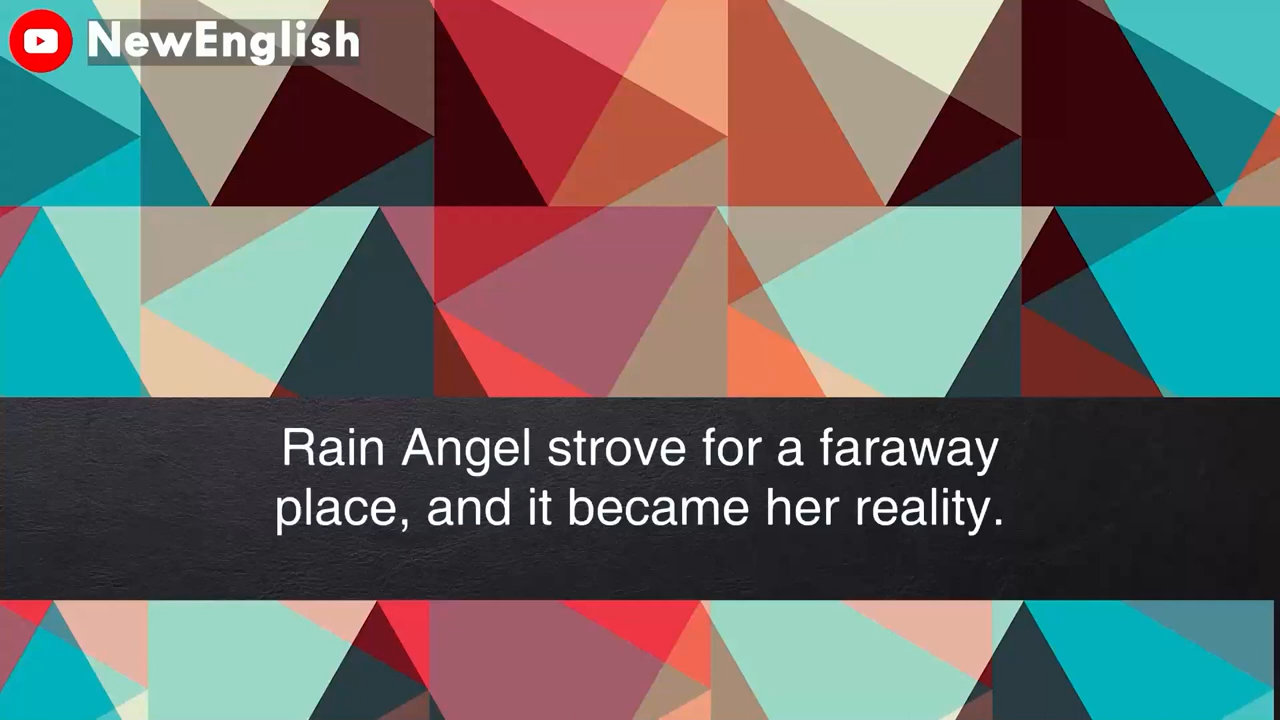 NewEnglish
Rain Angel strove for a faraway
place, and it became her reality.